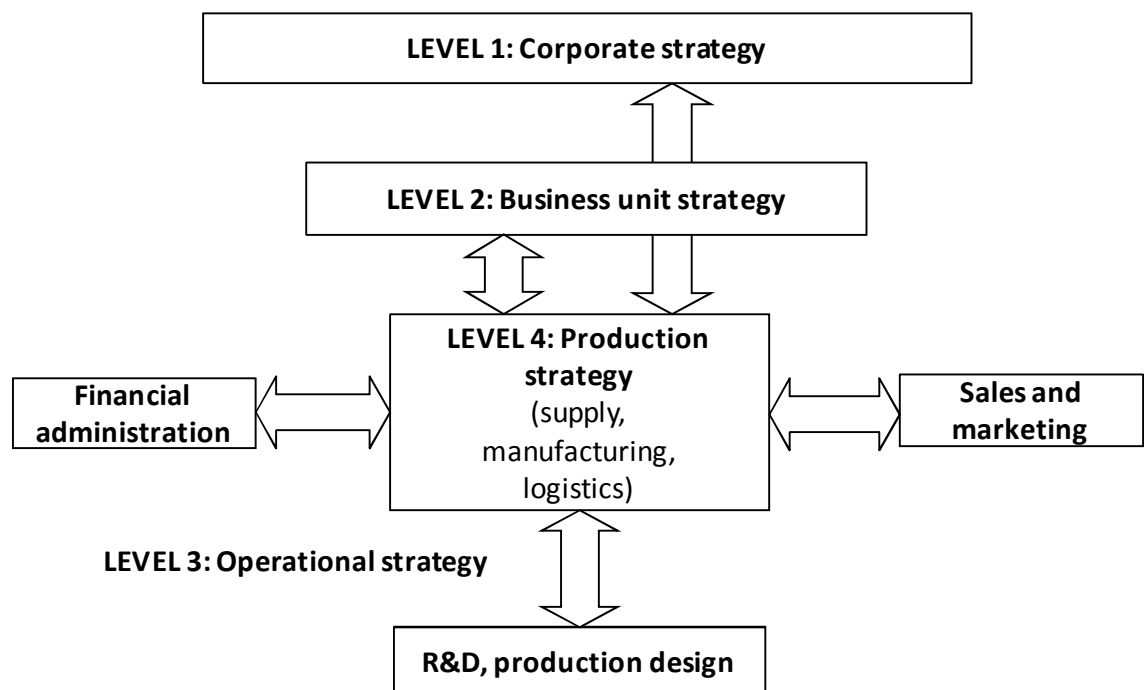 LEVEL 1: Corporate strategy
LEVEL 2: Business unit strategy
LEVEL 4: Production
strategy
(supply,
manufacturing,
logistics)
Financial
administration
Sales and
marketing
LEVEL 3: Operational strategy
R&D, production design